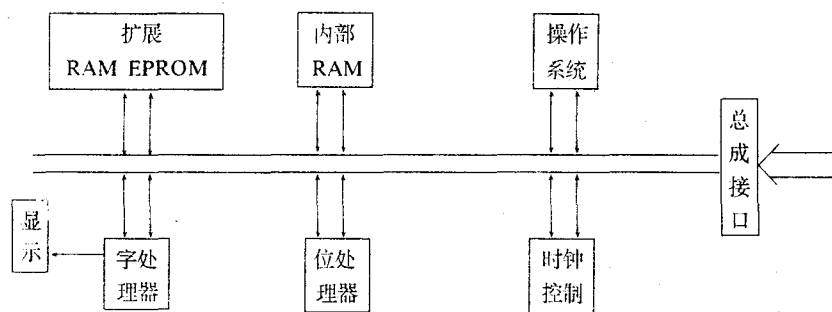 扩展
RAM EPROM
内部
RAM
操作
系统
总
成
接
口
显
示
字处
理器
位处
理器
时钟
控制